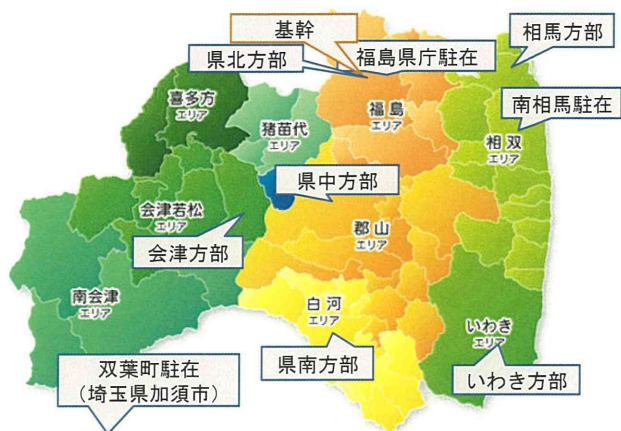 基幹
相馬方部
県北方部
福島県庁駐在
喜多方
エリア
猪苗代
エリア
福島
エリア
南相馬駐在
相双
エリア
県中方部
会津若松
エリア
郡山
エリア
会津方部
南会津
エリア
白河
エリア
いわき
エリア
県南方部
いわき方部
双葉町駐在
（埼玉県加須市）